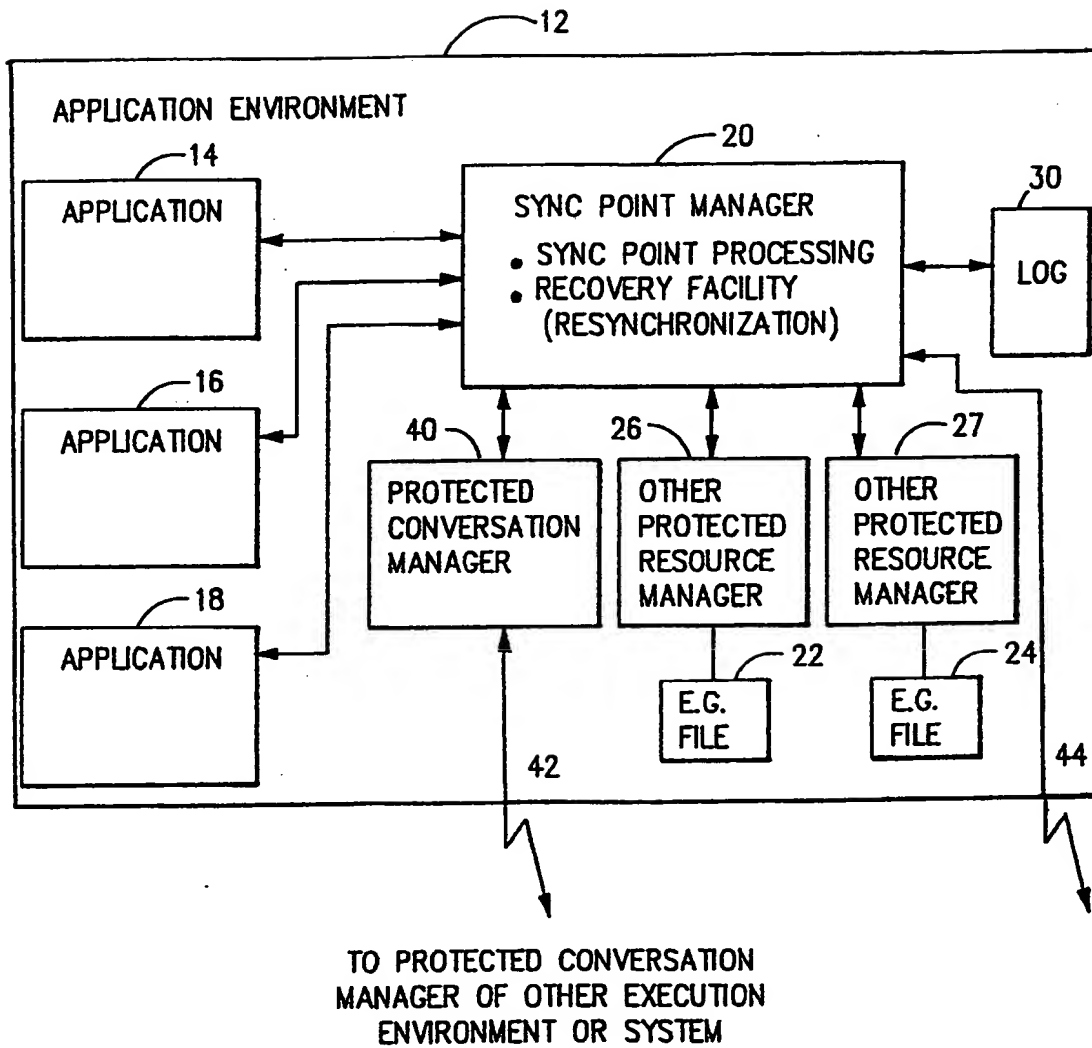 12
APPLICATION ENVIRONMENT
14
APPLICATION
16
APPLICATION
18
APPLICATION
20
SYNC POINT MANAGER
• SYNC POINT PROCESSING
• RECOVERY FACILITY
(RESYNCHRONIZATION)
30
LOG
40
PROTECTED
CONVERSATION
MANAGER
26
OTHER
PROTECTED
RESOURCE
MANAGER
27
OTHER
PROTECTED
RESOURCE
MANAGER
22
E.G.
FILE
24
E.G.
FILE
42
44
TO PROTECTED CONVERSATION
MANAGER OF OTHER EXECUTION
ENVIRONMENT OR SYSTEM